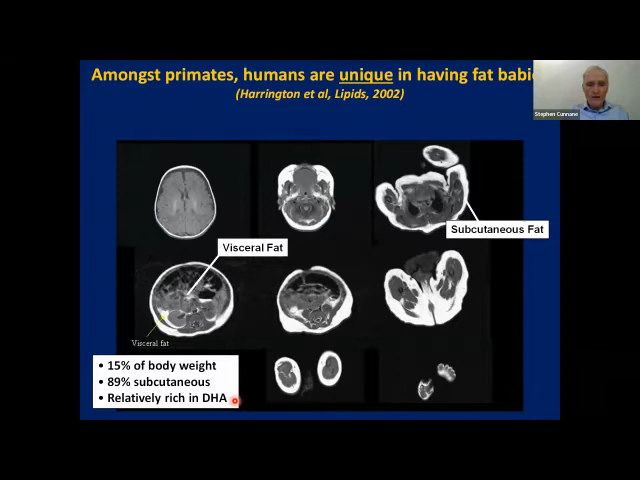 Amongst primates, humans are unique in having fat babi
(Harrington et al, Lipids, 2002)
Stephen Cunnane
Subcutaneous Fat
Visceral Fat
Visceral fat
• 15% of body weight
• 89% subcutaneous
• Relatively rich in DHA